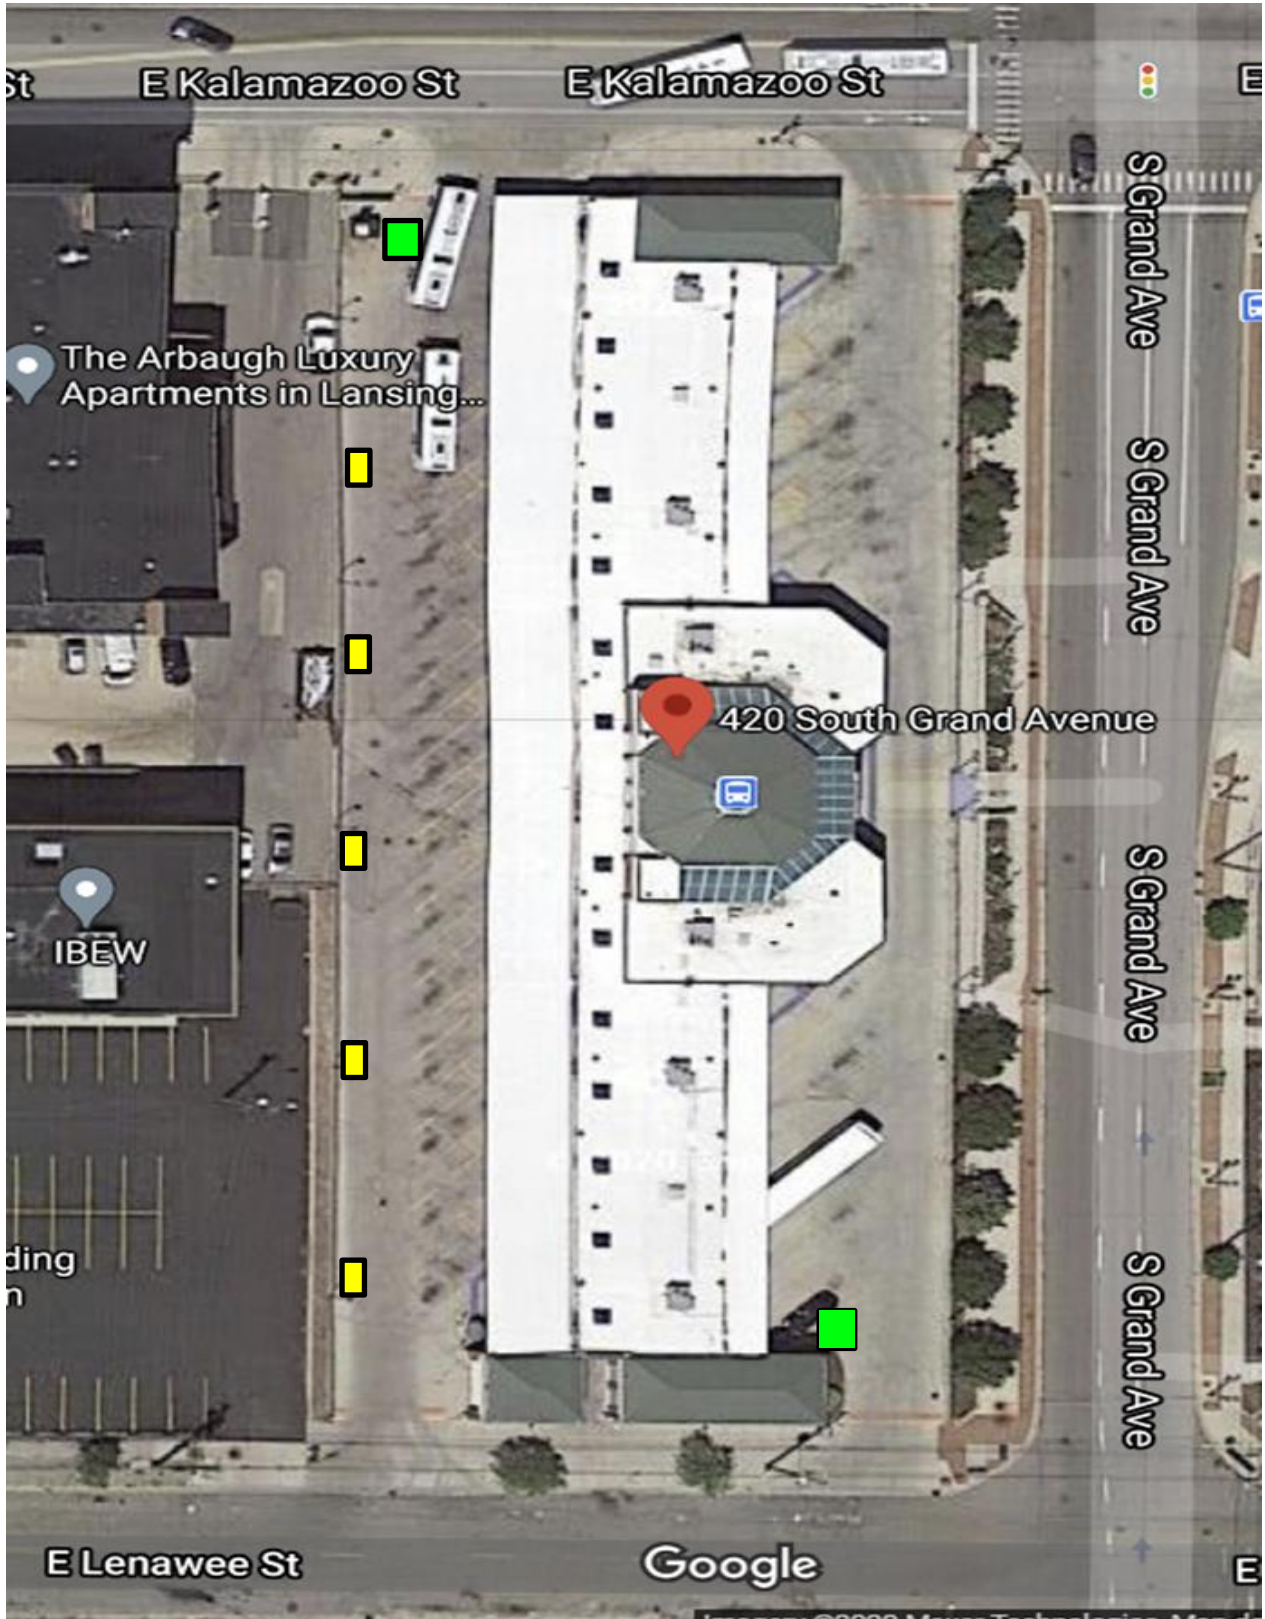 St
E Kalamazoo St
E Kalamazoo St
E
S Grand Ave
The Arbaugh Luxury
Apartments in Lansing...
S Grand Ave
420 South Grand Avenue
S Grand Ave
IBEW
ding
n
S Grand Ave
E Lenawee St
Google
E